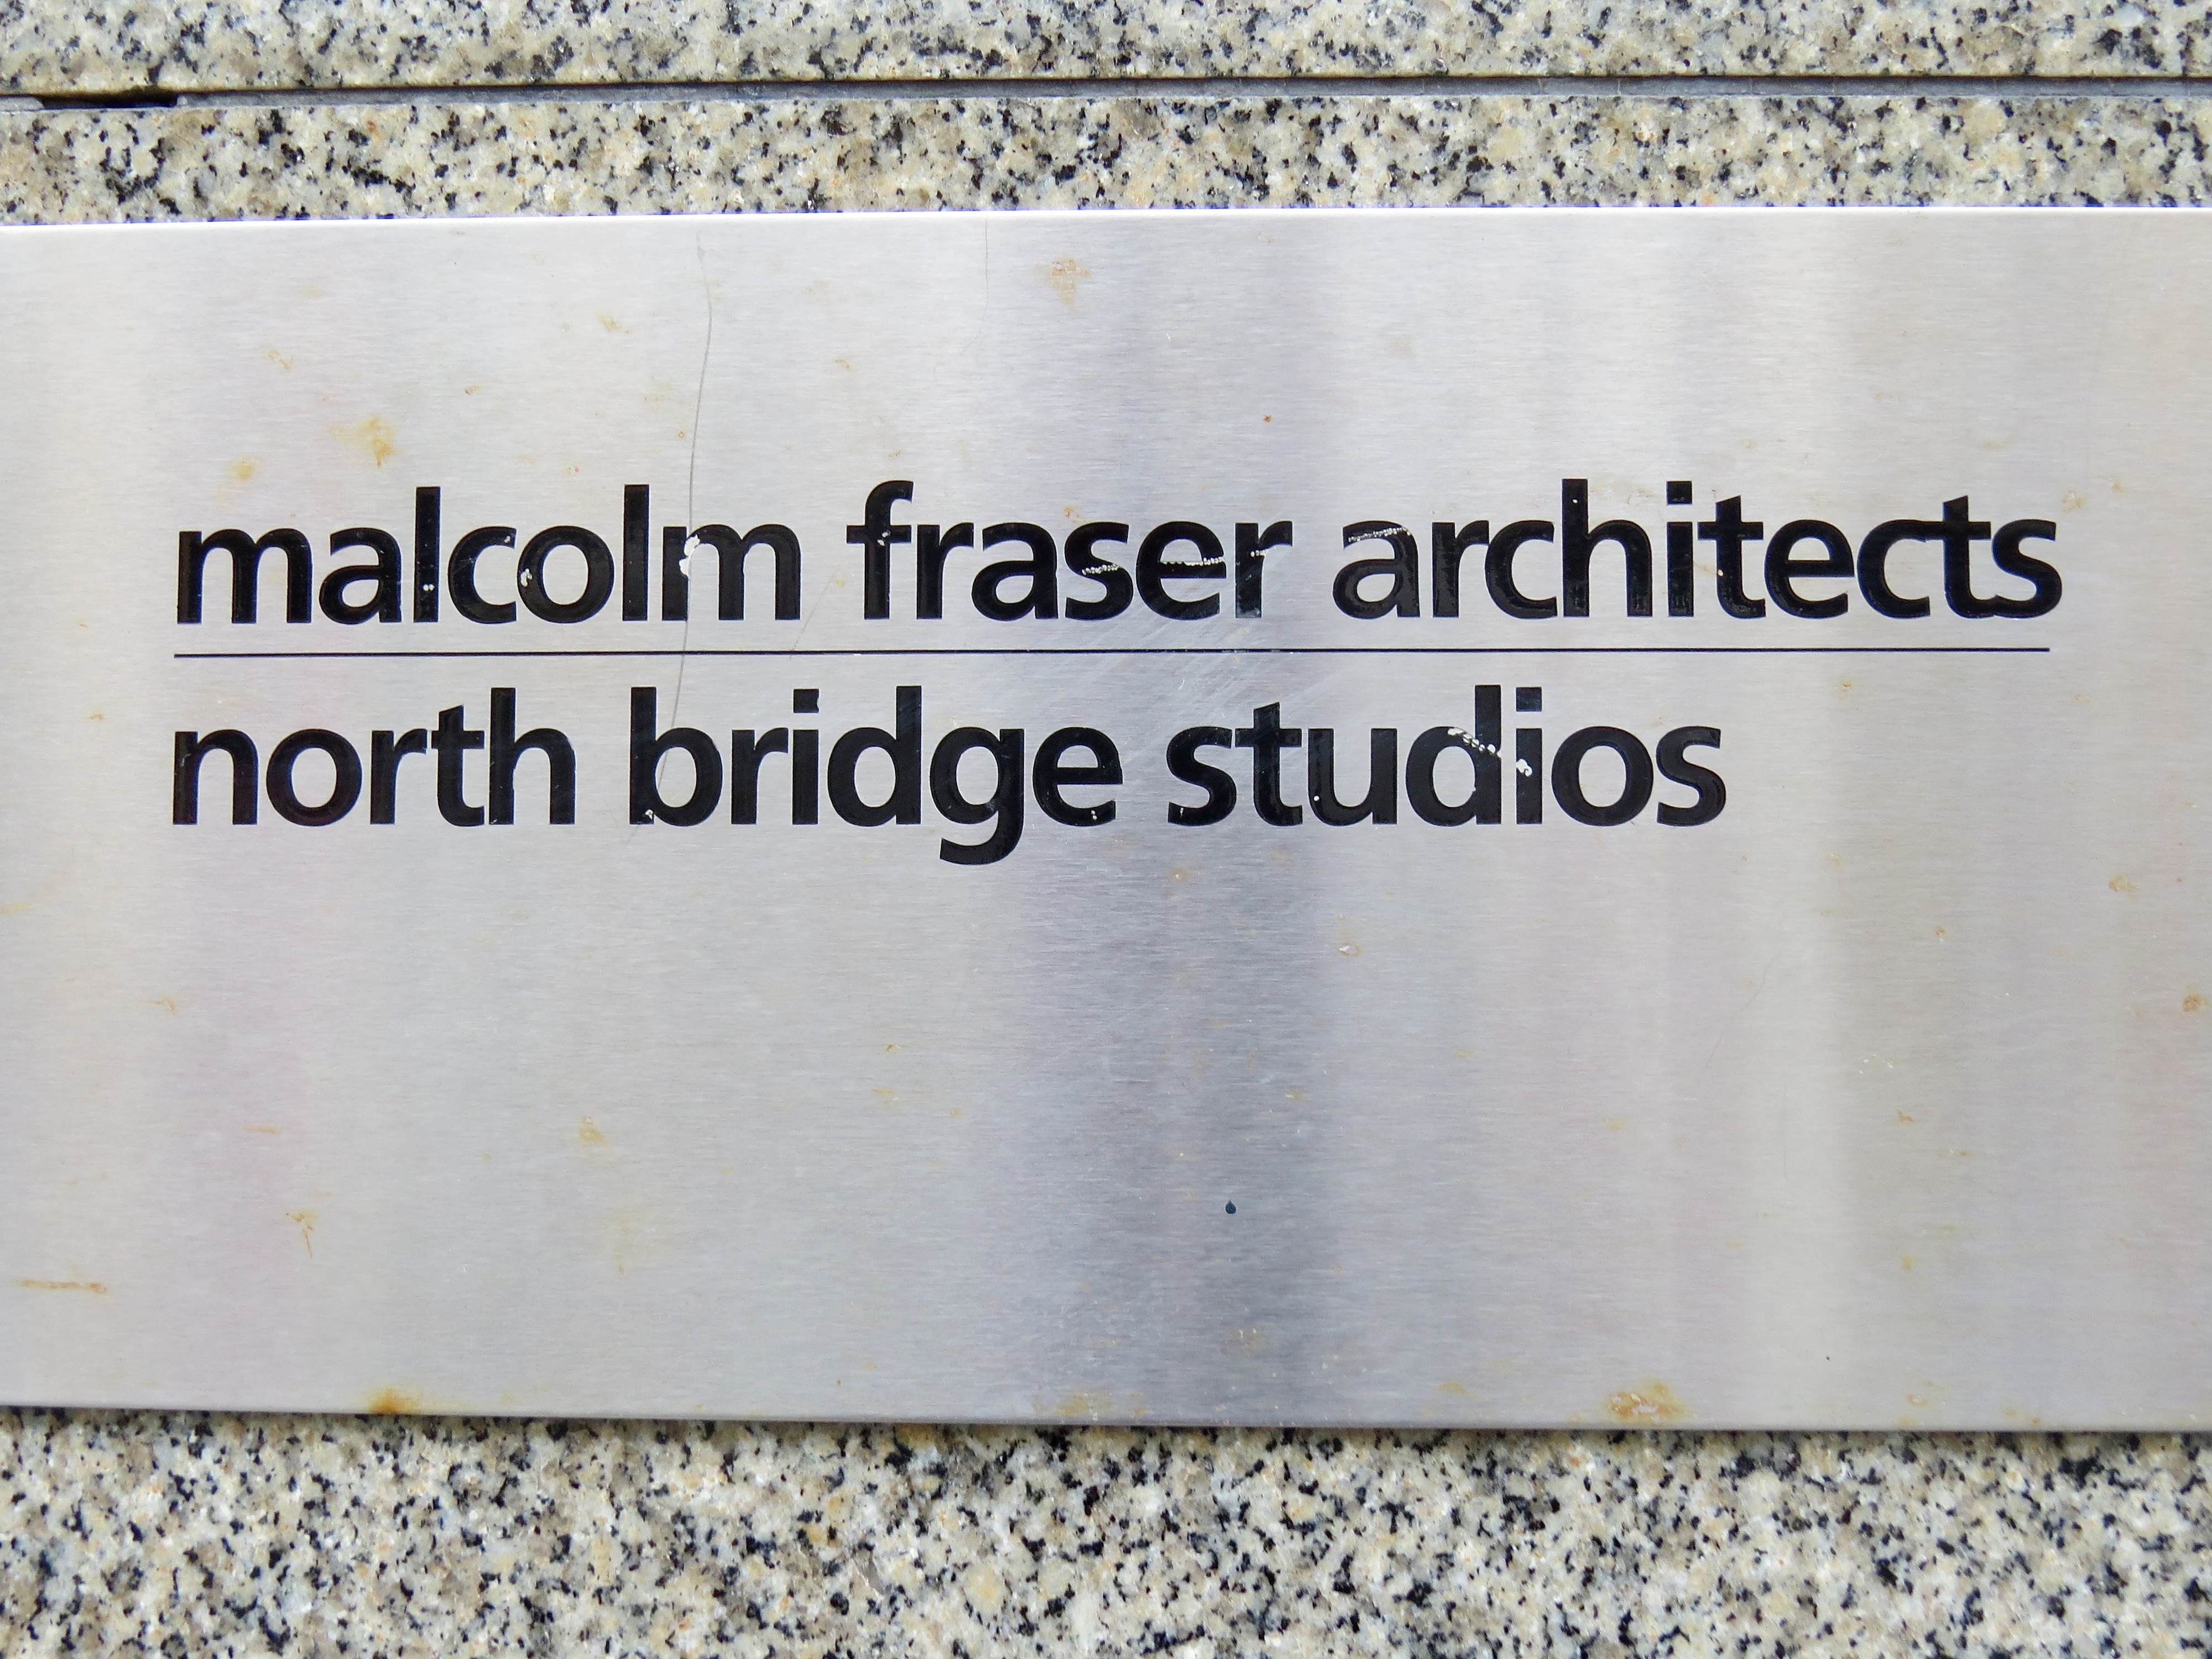 malcolm fraser architects
north bridge studios